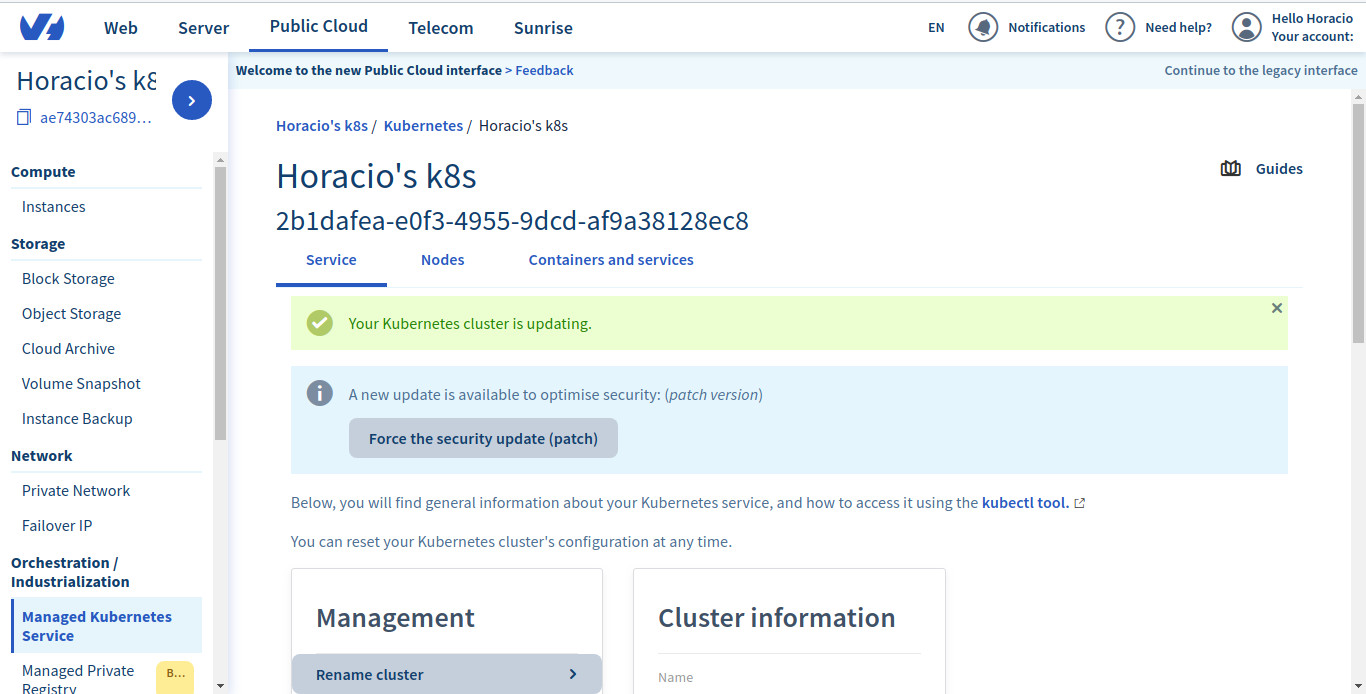 Web Server Public Cloud Telecom Sunrise EN Notifications Need help? Hello Horacio
Your account:
Horacio's k8
ae74303ac689...
Welcome to the new Public Cloud interface > Feedback Continue to the legacy interface
Compute
Instances
Storage
Block Storage
Object Storage
Cloud Archive
Volume Snapshot
Instance Backup
Network
Private Network
Failover IP
Orchestration /
Industrialization
Managed Kubernetes
Service
Managed Private B...
Registry
Horacio's k8s / Kubernetes / Horacio's k8s
Horacio's k8s
Guides
2b1dafea-e0f3-4955-9dcd-af9a38128ec8
Service Nodes Containers and services
Your Kubernetes cluster is updating.
A new update is available to optimise security: (patch version)
Force the security update (patch)
Below, you will find general information about your Kubernetes service, and how to access it using the kubectl tool.
You can reset your Kubernetes cluster's configuration at any time.
Management
Rename cluster
Cluster information
Name